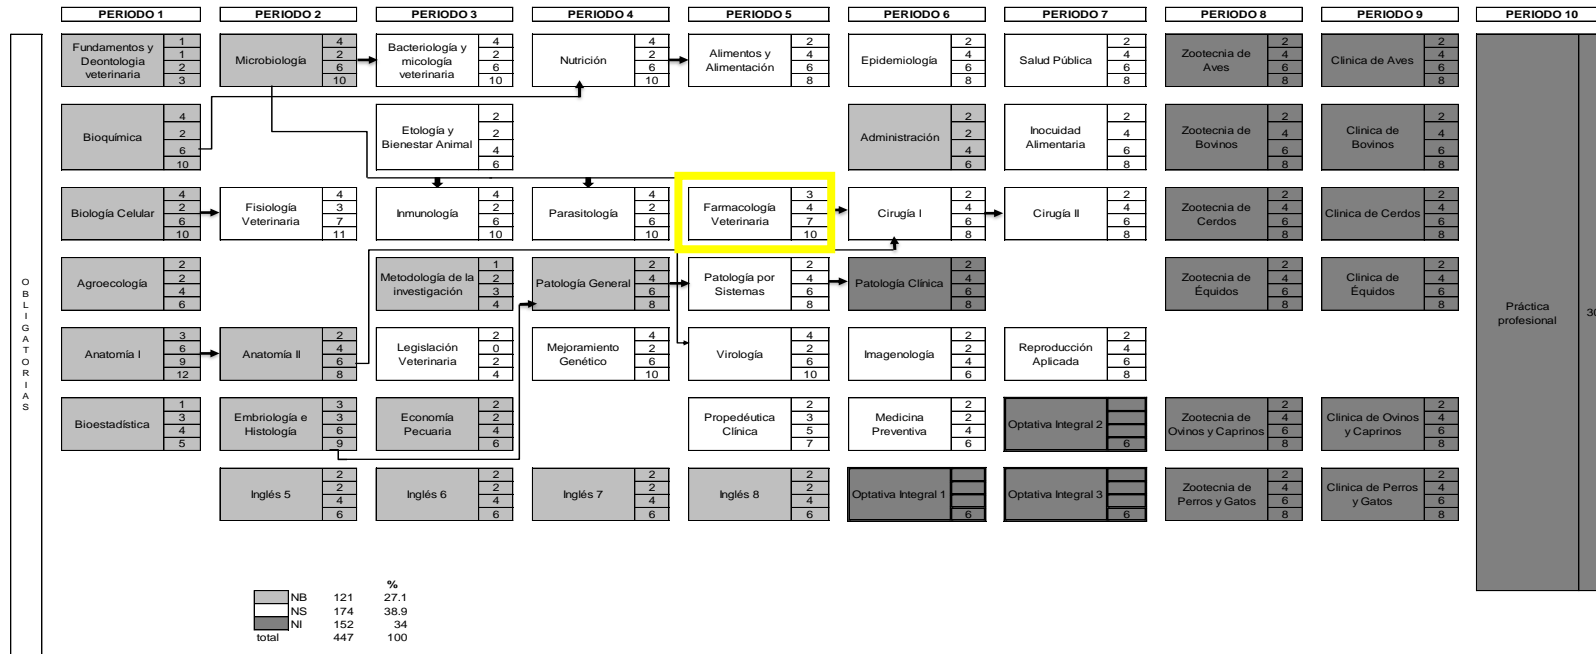 PERIODO 1 PERIODO 2 PERIODO 3 PERIODO 4 PERIODO 5 PERIODO 6 PERIODO 7 PERIODO 8 PERIODO 9 PERIODO 10
OBLIGATORIAS
Fundamentos y
Deontologia
veterinaria
1
1
2
3
Microbiología
4
2
6
10
Bacteriología y
micología
veterinaria
4
2
6
10
Nutrición
4
2
6
10
Alimentos y
Alimentación
2
4
6
8
Epidemiología
2
4
6
8
Salud Pública
2
4
6
8
Zootecnia de
Aves
2
4
6
8
Clinica de Aves
2
4
6
8
Bioquímica
4
2
6
10
Etología y
Bienestar Animal
2
2
4
6
Administración
2
2
4
6
Inocuidad
Alimentaria
2
4
6
8
Zootecnia de
Bovinos
2
4
6
8
Clinica de
Bovinos
2
4
6
8
Biología Celular
4
2
6
10
Fisiología
Veterinaria
4
3
7
11
Inmunología
4
2
6
10
Parasitología
4
2
6
10
Farmacología
Veterinaria
3
4
7
10
Cirugía I
2
4
6
8
Cirugía II
2
4
6
8
Zootecnia de
Cerdos
2
4
6
8
Clinica de Cerdos
2
4
6
8
Agroecología
2
2
4
6
Metodología de la
investigación
1
2
3
4
Patología General
2
4
6
8
Patología por
Sistemas
2
4
6
8
Patología Clínica
2
4
6
8
Zootecnia de
Équidos
2
4
6
8
Clinica de
Équidos
2
4
6
8
Anatomía I
3
6
9
12
Anatomía II
2
4
6
8
Legislación
Veterinaria
2
0
2
4
Mejoramiento
Genético
4
2
6
10
Virología
4
2
6
10
Imagenología
2
2
4
6
Reproducción
Aplicada
2
4
6
8
Bioestadística
1
3
4
5
Embriología e
Histología
3
3
6
9
Economía
Pecuaria
2
2
4
6
Propedéutica
Clínica
2
3
5
7
Medicina
Preventiva
2
2
4
6
Optativa Integral 2
6
Zootecnia de
Ovinos y Caprinos
2
4
6
8
Clinica de Ovinos
y Caprinos
2
4
6
8
Inglés 5
2
2
4
6
Inglés 6
2
2
4
6
Inglés 7
2
2
4
6
Inglés 8
2
2
4
6
Optativa Integral 1
6
Optativa Integral 3
6
Zootecnia de
Perros y Gatos
2
4
6
8
Clinica de Perros
y Gatos
2
4
6
8
Práctica
profesional
30
%
NB 121 27.1
NS 174 38.9
NI 152 34
total 447 100